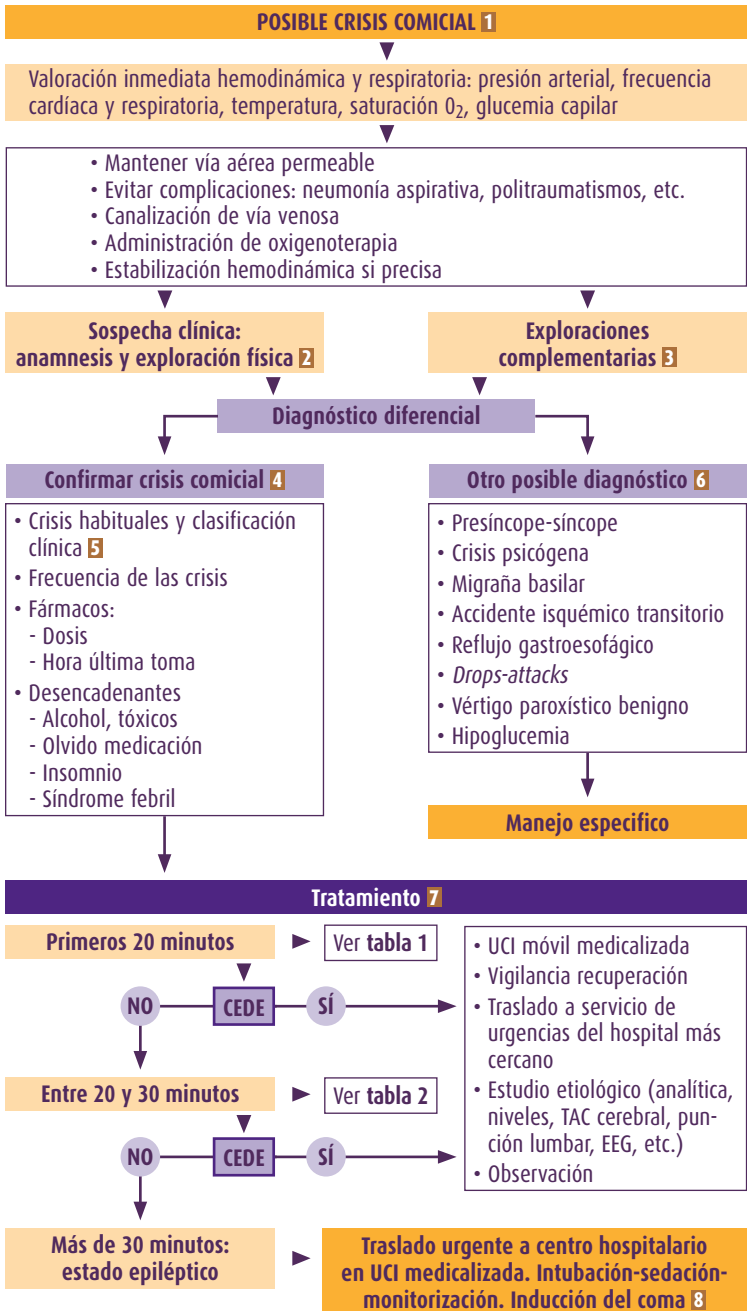 POSIBLE CRISIS COMICIAL 1
Valoración inmediata hemodinámica y respiratoria: presión arterial, frecuencia
cardíaca y respiratoria, temperatura, saturación 0₂, glucemia capilar
• Mantener vía aérea permeable
• Evitar complicaciones: neumonía aspirativa, politraumatismos, etc.
• Canalización de vía venosa
• Administración de oxigenoterapia
• Estabilización hemodinámica si precisa
Sospecha clínica:
anamnesis y exploración física 2
Exploraciones
complementarias 3
Diagnóstico diferencial
Confirmar crisis comicial 4
• Crisis habituales y clasificación
clínica 5
• Frecuencia de las crisis
• Fármacos:
- Dosis
- Hora última toma
• Desencadenantes
- Alcohol, tóxicos
- Olvido medicación
- Insomnio
- Síndrome febril
Otro posible diagnóstico 6
• Presíncope-síncope
• Crisis psicógena
• Migraña basilar
• Accidente isquémico transitorio
• Reflujo gastroesofágico
• Drops-attacks
• Vértigo paroxístico benigno
• Hipoglucemia
Manejo especifico
Tratamiento 7
Primeros 20 minutos
Ver tabla 1
NO
CEDE
SÍ
Entre 20 y 30 minutos
Ver tabla 2
NO
CEDE
SÍ
• UCI móvil medicalizada
• Vigilancia recuperación
• Traslado a servicio de
urgencias del hospital más
cercano
• Estudio etiológico (analítica,
niveles, TAC cerebral, pun-
ción lumbar, EEG, etc.)
• Observación
Más de 30 minutos:
estado epiléptico
Traslado urgente a centro hospitalario
en UCI medicalizada. Intubación-sedación-
monitorización. Inducción del coma 8